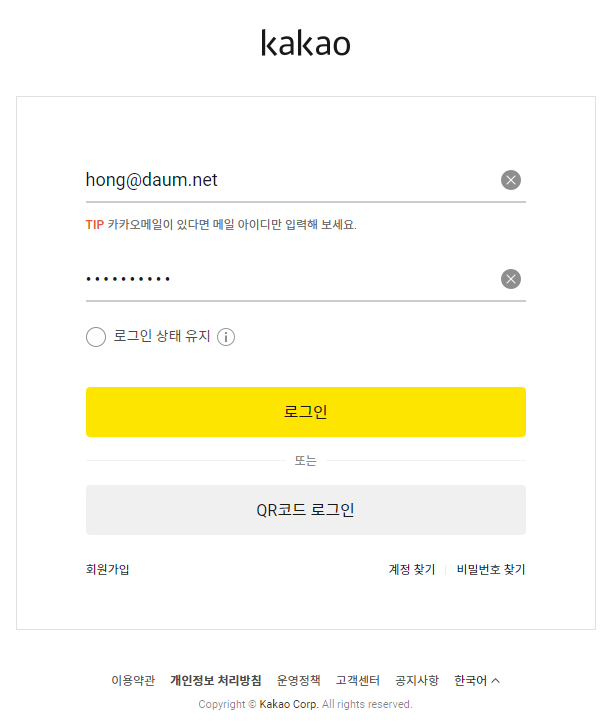 kakao
hong@daum.net
TIP 카카오메일이 있다면 메일 아이디만 입력해 보세요.
••••••••••
로그인 상태 유지
로그인
또는
QR코드 로그인
회원가입 계정 찾기 비밀번호 찾기
이용약관 개인정보 처리방침 운영정책 고객센터 공지사항 한국어
Copyright © Kakao Corp. All rights reserved.